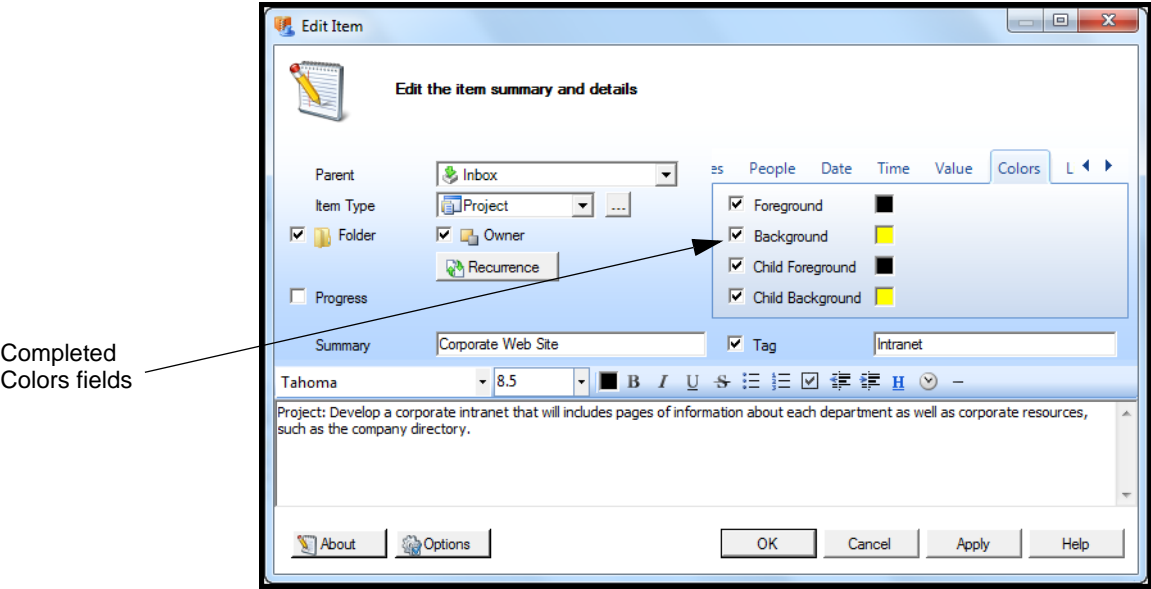 Edit Item
Edit the item summary and details
Parent
Inbox
es People Date Time Value Colors L
Item Type
Project
...
Foreground
Folder
Owner
Background
Recurrence
Child Foreground
Progress
Child Background
Completed
Colors fields
Summary
Corporate Web Site
Tag
Intranet
Tahoma
8.5
B I U S H
Project: Develop a corporate intranet that will includes pages of information about each department as well as corporate resources,
such as the company directory.
About
Options
OK
Cancel
Apply
Help